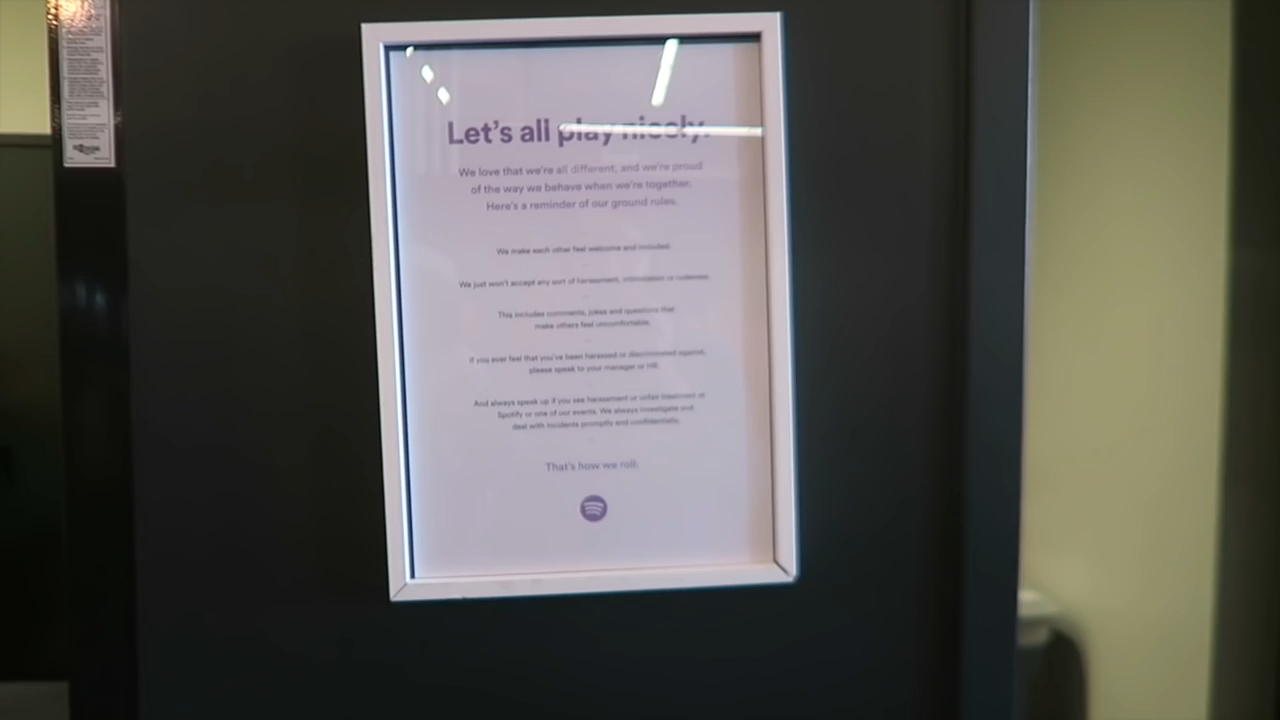 Let's all play nicely.
We love that we're all different, and we're proud
of the way we behave when we're together.
Here's a reminder of our ground rules.
We make each other feel welcome and included.
We just won't accept any sort of harassment, intimidation or rudeness.
This includes comments, jokes and questions that
make others feel uncomfortable.
If you ever feel that you've been harassed or discriminated against,
please speak to your manager or HR.
And always speak up if you see harassment or unfair treatment at
Spotify or one of our events. We always investigate and
deal with incidents promptly and confidentially.
That's how we roll.